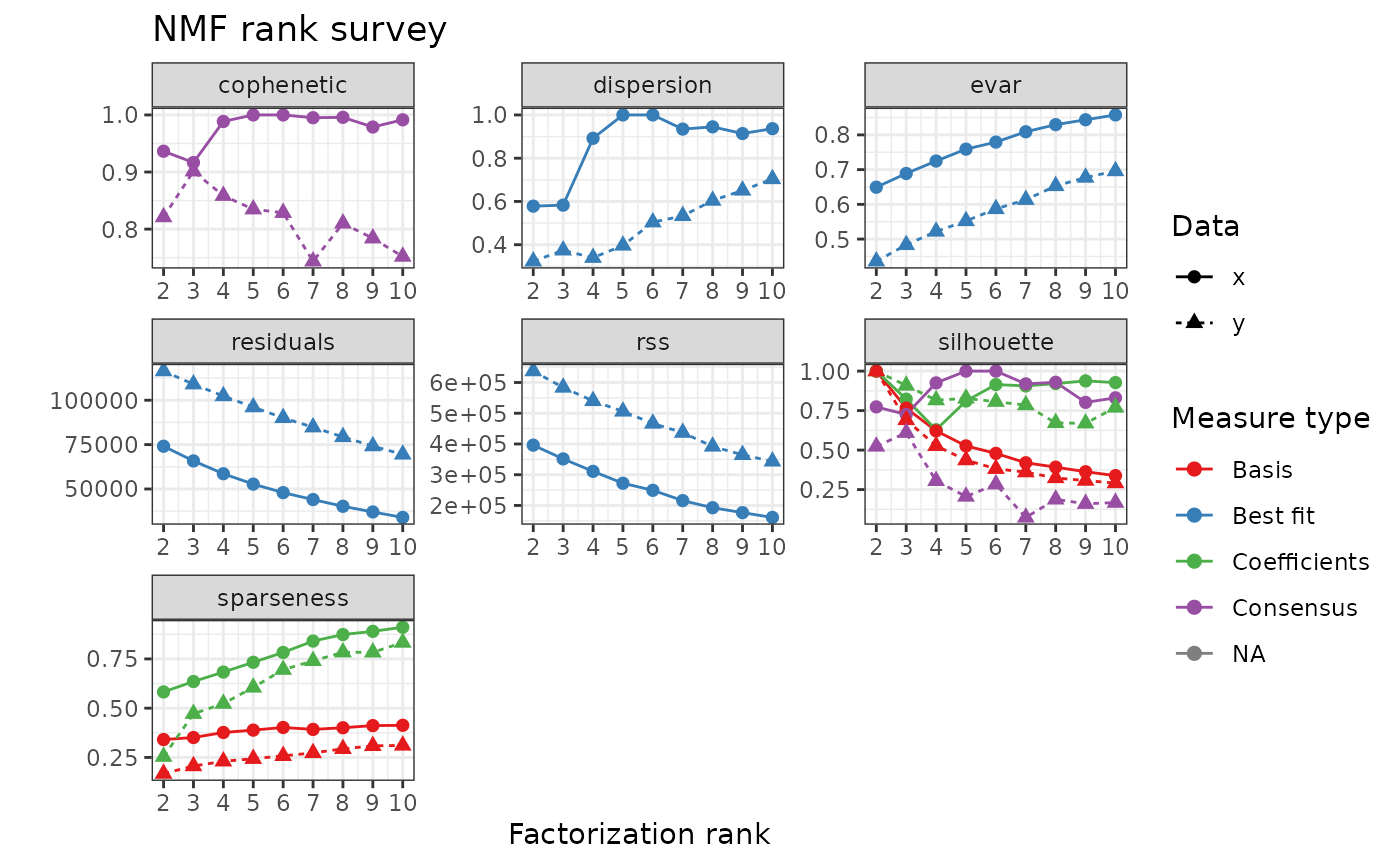 NMF rank survey
cophenetic
1.0
0.9
0.8
2 3 4 5 6 7 8 9 10
dispersion
1.0
0.8
0.6
0.4
2 3 4 5 6 7 8 9 10
evar
0.8
0.7
0.6
0.5
2 3 4 5 6 7 8 9 10
residuals
100000
75000
50000
2 3 4 5 6 7 8 9 10
rss
6e+05
5e+05
4e+05
3e+05
2e+05
2 3 4 5 6 7 8 9 10
silhouette
1.00
0.75
0.50
0.25
2 3 4 5 6 7 8 9 10
sparseness
0.75
0.50
0.25
2 3 4 5 6 7 8 9 10
Factorization rank
Data
x
y
Measure type
Basis
Best fit
Coefficients
Consensus
NA